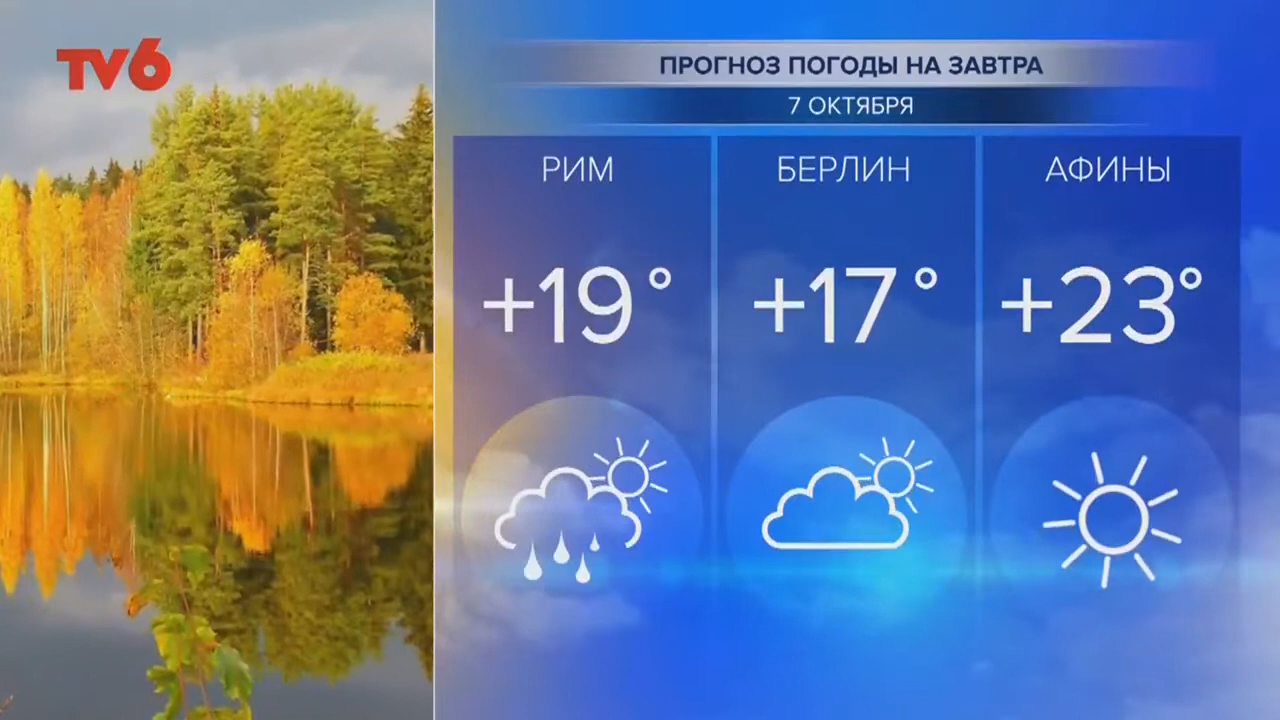 TV6
ПРОГНОЗ ПОГОДЫ НА ЗАВТРА
7 ОКТЯБРЯ
РИМ
БЕРЛИН
АФИНЫ
+19°
+17°
+23°